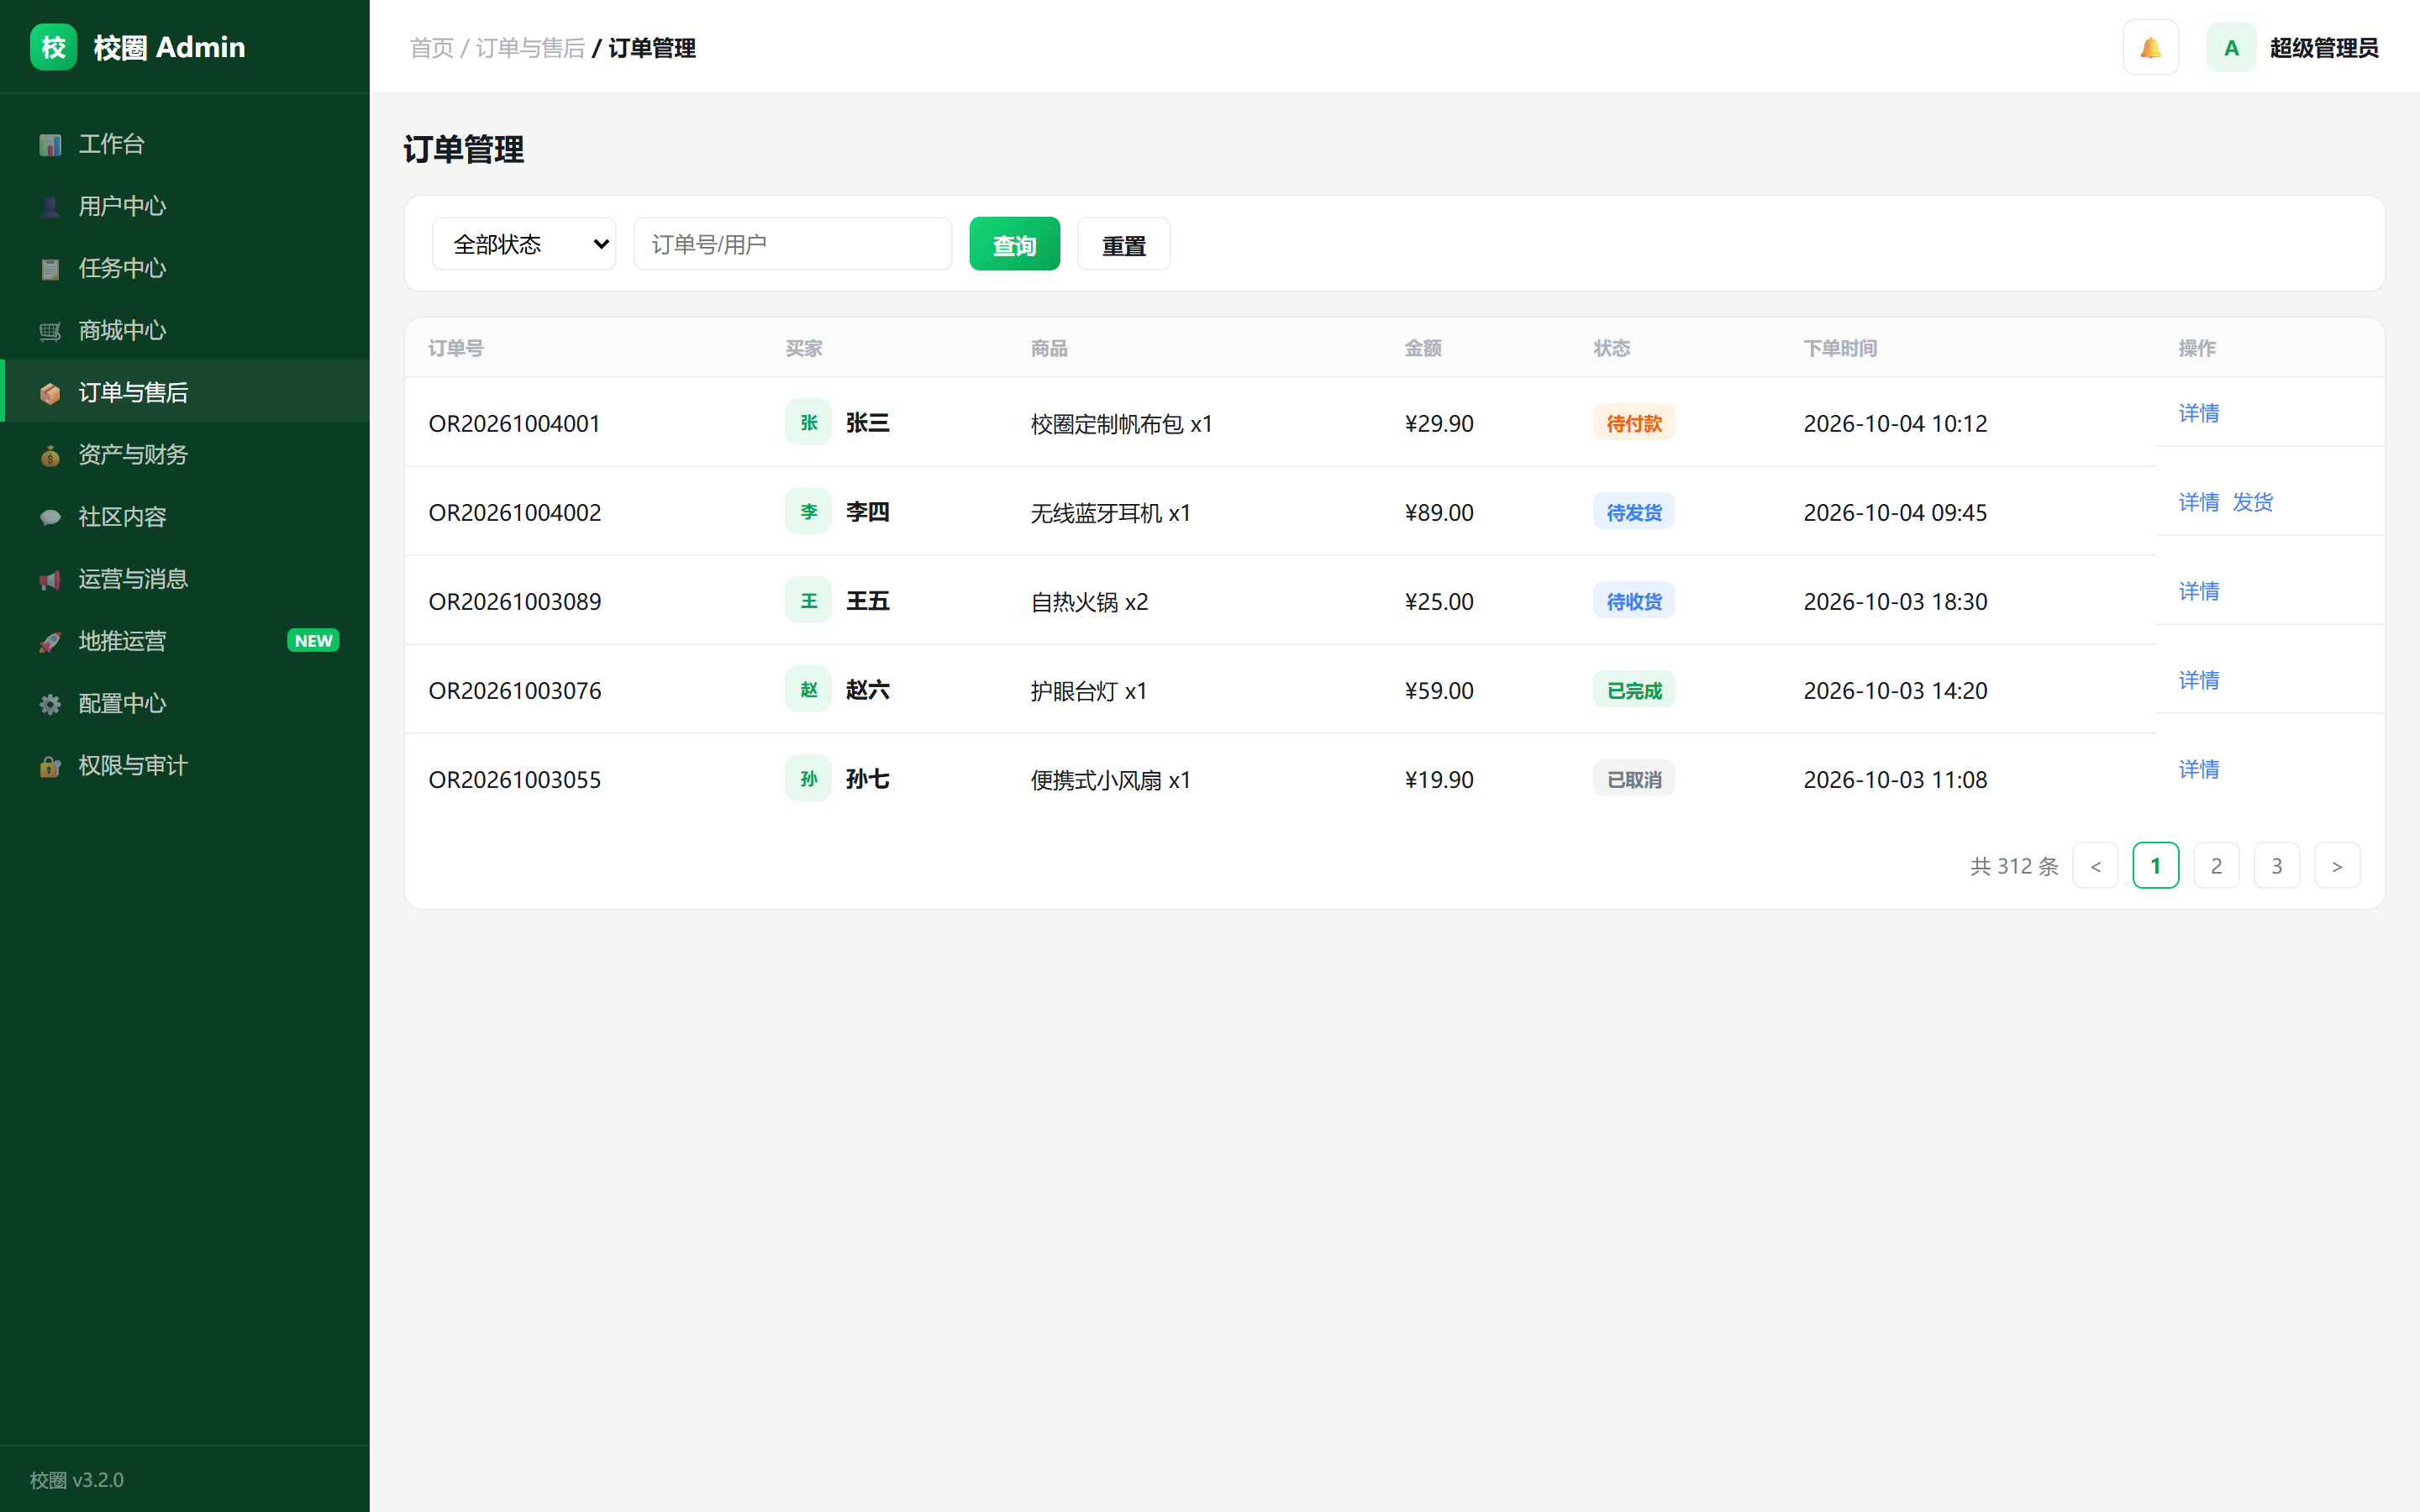 校 校圈 Admin
首页 / 订单与售后 / 订单管理
A 超级管理员
工作台
用户中心
任务中心
商城中心
订单与售后
资产与财务
社区内容
运营与消息
地推运营 NEW
配置中心
权限与审计
校圈 v3.2.0
订单管理
全部状态 订单号/用户 查询 重置
订单号 买家 商品 金额 状态 下单时间 操作
OR20261004001 张 张三 校圈定制帆布包 x1 ¥29.90 待付款 2026-10-04 10:12 详情
OR20261004002 李 李四 无线蓝牙耳机 x1 ¥89.00 待发货 2026-10-04 09:45 详情 发货
OR20261003089 王 王五 自热火锅 x2 ¥25.00 待收货 2026-10-03 18:30 详情
OR20261003076 赵 赵六 护眼台灯 x1 ¥59.00 已完成 2026-10-03 14:20 详情
OR20261003055 孙 孙七 便携式小风扇 x1 ¥19.90 已取消 2026-10-03 11:08 详情
共 312 条 < 1 2 3 >